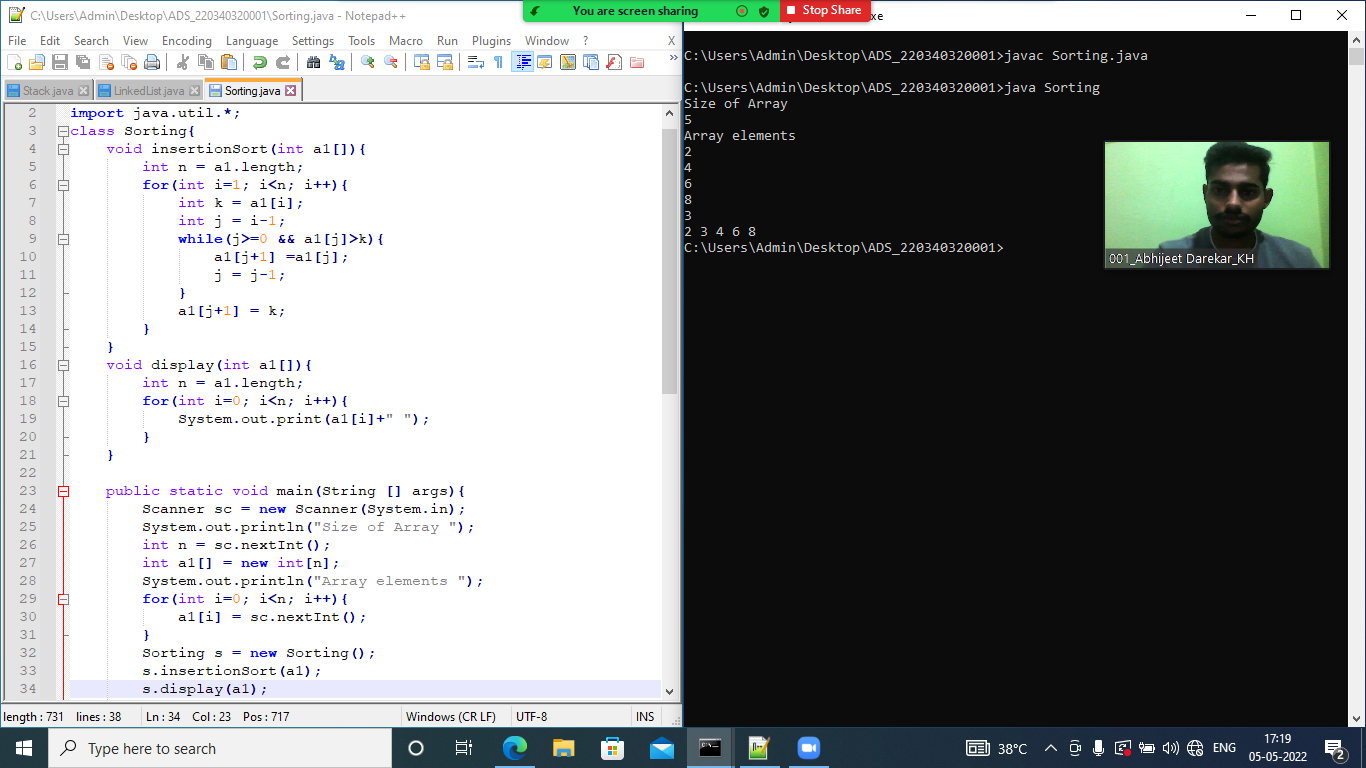 C:\Users\Admin\Desktop\ADS_220340320001\Sorting.java - Notepad++
You are screen sharing
Stop Share
.exe
File Edit Search View Encoding Language Settings Tools Macro Run Plugins Window ? X
Stack.java LinkedList.java Sorting.java
2 import java.util.*;
3 class Sorting{
4 void insertionSort(int a1[]){
5 int n = a1.length;
6 for(int i=1; i<n; i++){
7 int k = a1[i];
8 int j = i-1;
9 while(j>=0 && a1[j]>k){
10 a1[j+1] =a1[j];
11 j = j-1;
12 }
13 a1[j+1] = k;
14 }
15 }
16 void display(int a1[]){
17 int n = a1.length;
18 for(int i=0; i<n; i++){
19 System.out.print(a1[i]+" ");
20 }
21 }
22
23 public static void main(String [] args){
24 Scanner sc = new Scanner(System.in);
25 System.out.println("Size of Array ");
26 int n = sc.nextInt();
27 int a1[] = new int[n];
28 System.out.println("Array elements ");
29 for(int i=0; i<n; i++){
30 a1[i] = sc.nextInt();
31 }
32 Sorting s = new Sorting();
33 s.insertionSort(a1);
34 s.display(a1);
length : 731 lines : 38 Ln : 34 Col : 23 Pos : 717 Windows (CR LF) UTF-8 INS
C:\Users\Admin\Desktop\ADS_220340320001>javac Sorting.java
C:\Users\Admin\Desktop\ADS_220340320001>java Sorting
Size of Array
5
Array elements
2
4
6
8
3
2 3 4 6 8
C:\Users\Admin\Desktop\ADS_220340320001>
001_Abhijeet Darekar_KH
Type here to search
38°C
ENG
17:19
05-05-2022
2